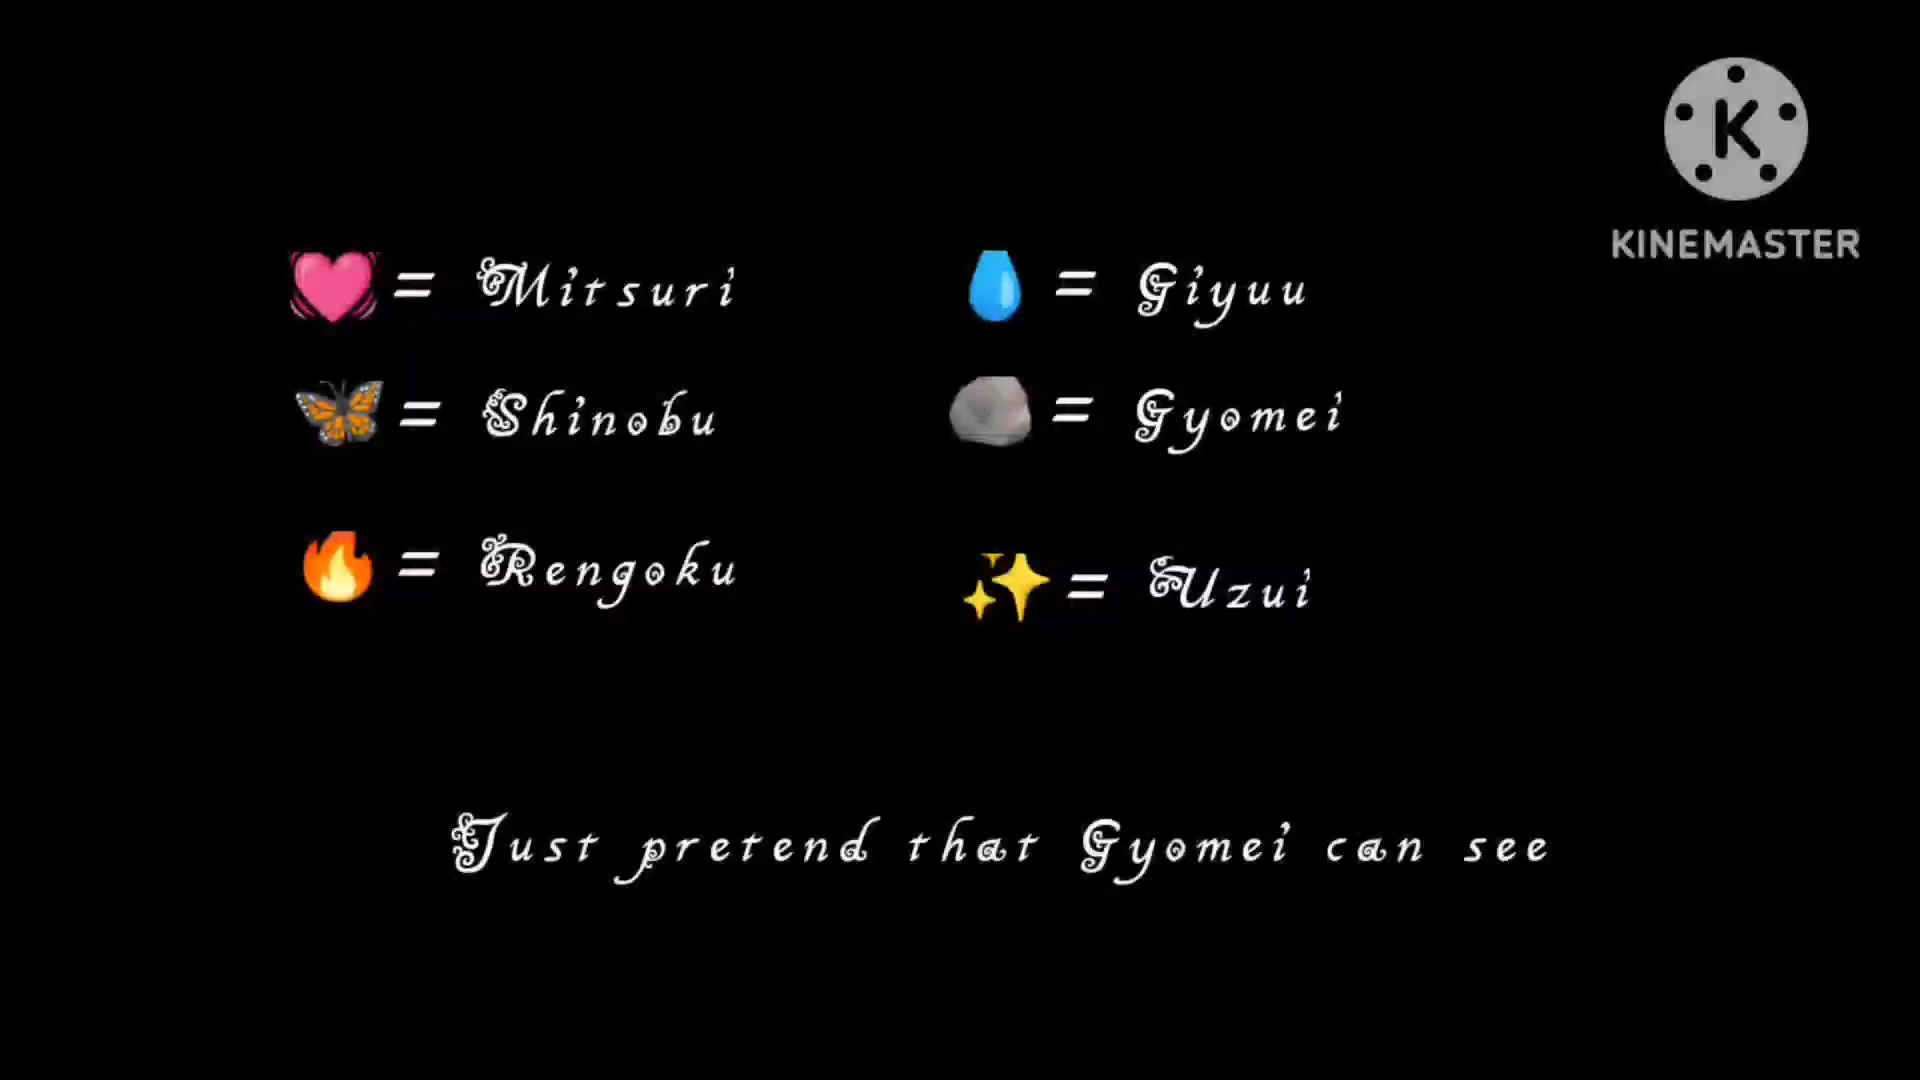 K
KINEMASTER
💓 = Mitsuri
💧 = Giyuu
🦋 = Shinobu
🪨 = Gyomei
🔥 = Rengoku
✨ = Uzui
Just pretend that Gyomei can see